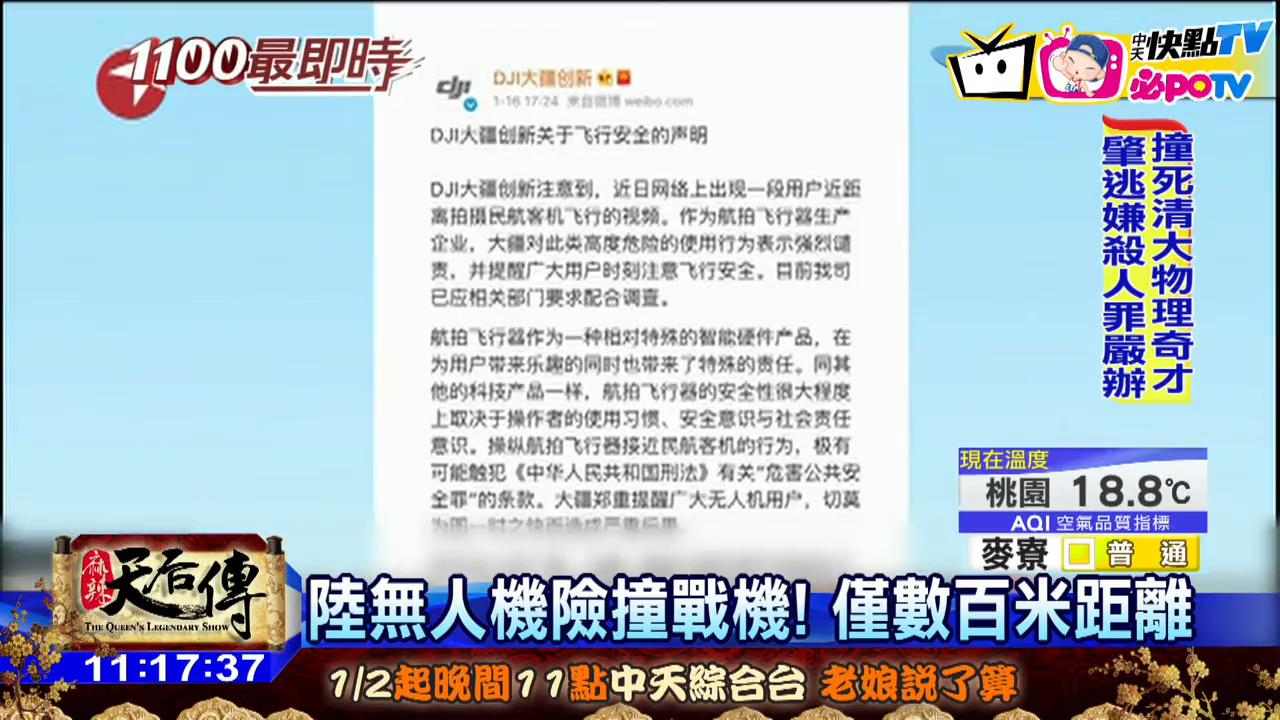 1100最即時
中天快點TV
必POTV
dji
DJI大疆创新
1-16 17:24 来自微博 weibo.com
DJI大疆创新关于飞行安全的声明
DJI大疆创新注意到，近日网络上出现一段用户近距
离拍摄民航客机飞行的视频。作为航拍飞行器生产
企业，大疆对此类高度危险的使用行为表示强烈谴
责，并提醒广大用户时刻注意飞行安全。目前我司
已应相关部门要求配合调查。
航拍飞行器作为一种相对特殊的智能硬件产品，在
为用户带来乐趣的同时也带来了特殊的责任。同其
他的科技产品一样，航拍飞行器的安全性很大程度
上取决于操作者的使用习惯、安全意识与社会责任
意识。操纵航拍飞行器接近民航客机的行为，极有
可能触犯《中华人民共和国刑法》有关“危害公共安
全罪”的条款。大疆郑重提醒广大无人机用户，切莫
为图一时之快而造成严重后果
撞死清大物理奇才
肇逃嫌殺人罪嚴辦
現在溫度
桃園 18.8℃
AQI 空氣品質指標
麥寮 普通
麻辣天后傳
THE QUEEN'S LEGENDARY SHOW
陸無人機險撞戰機! 僅數百米距離
11:17:37
1/2起晚間11點中天綜合台 老娘説了算